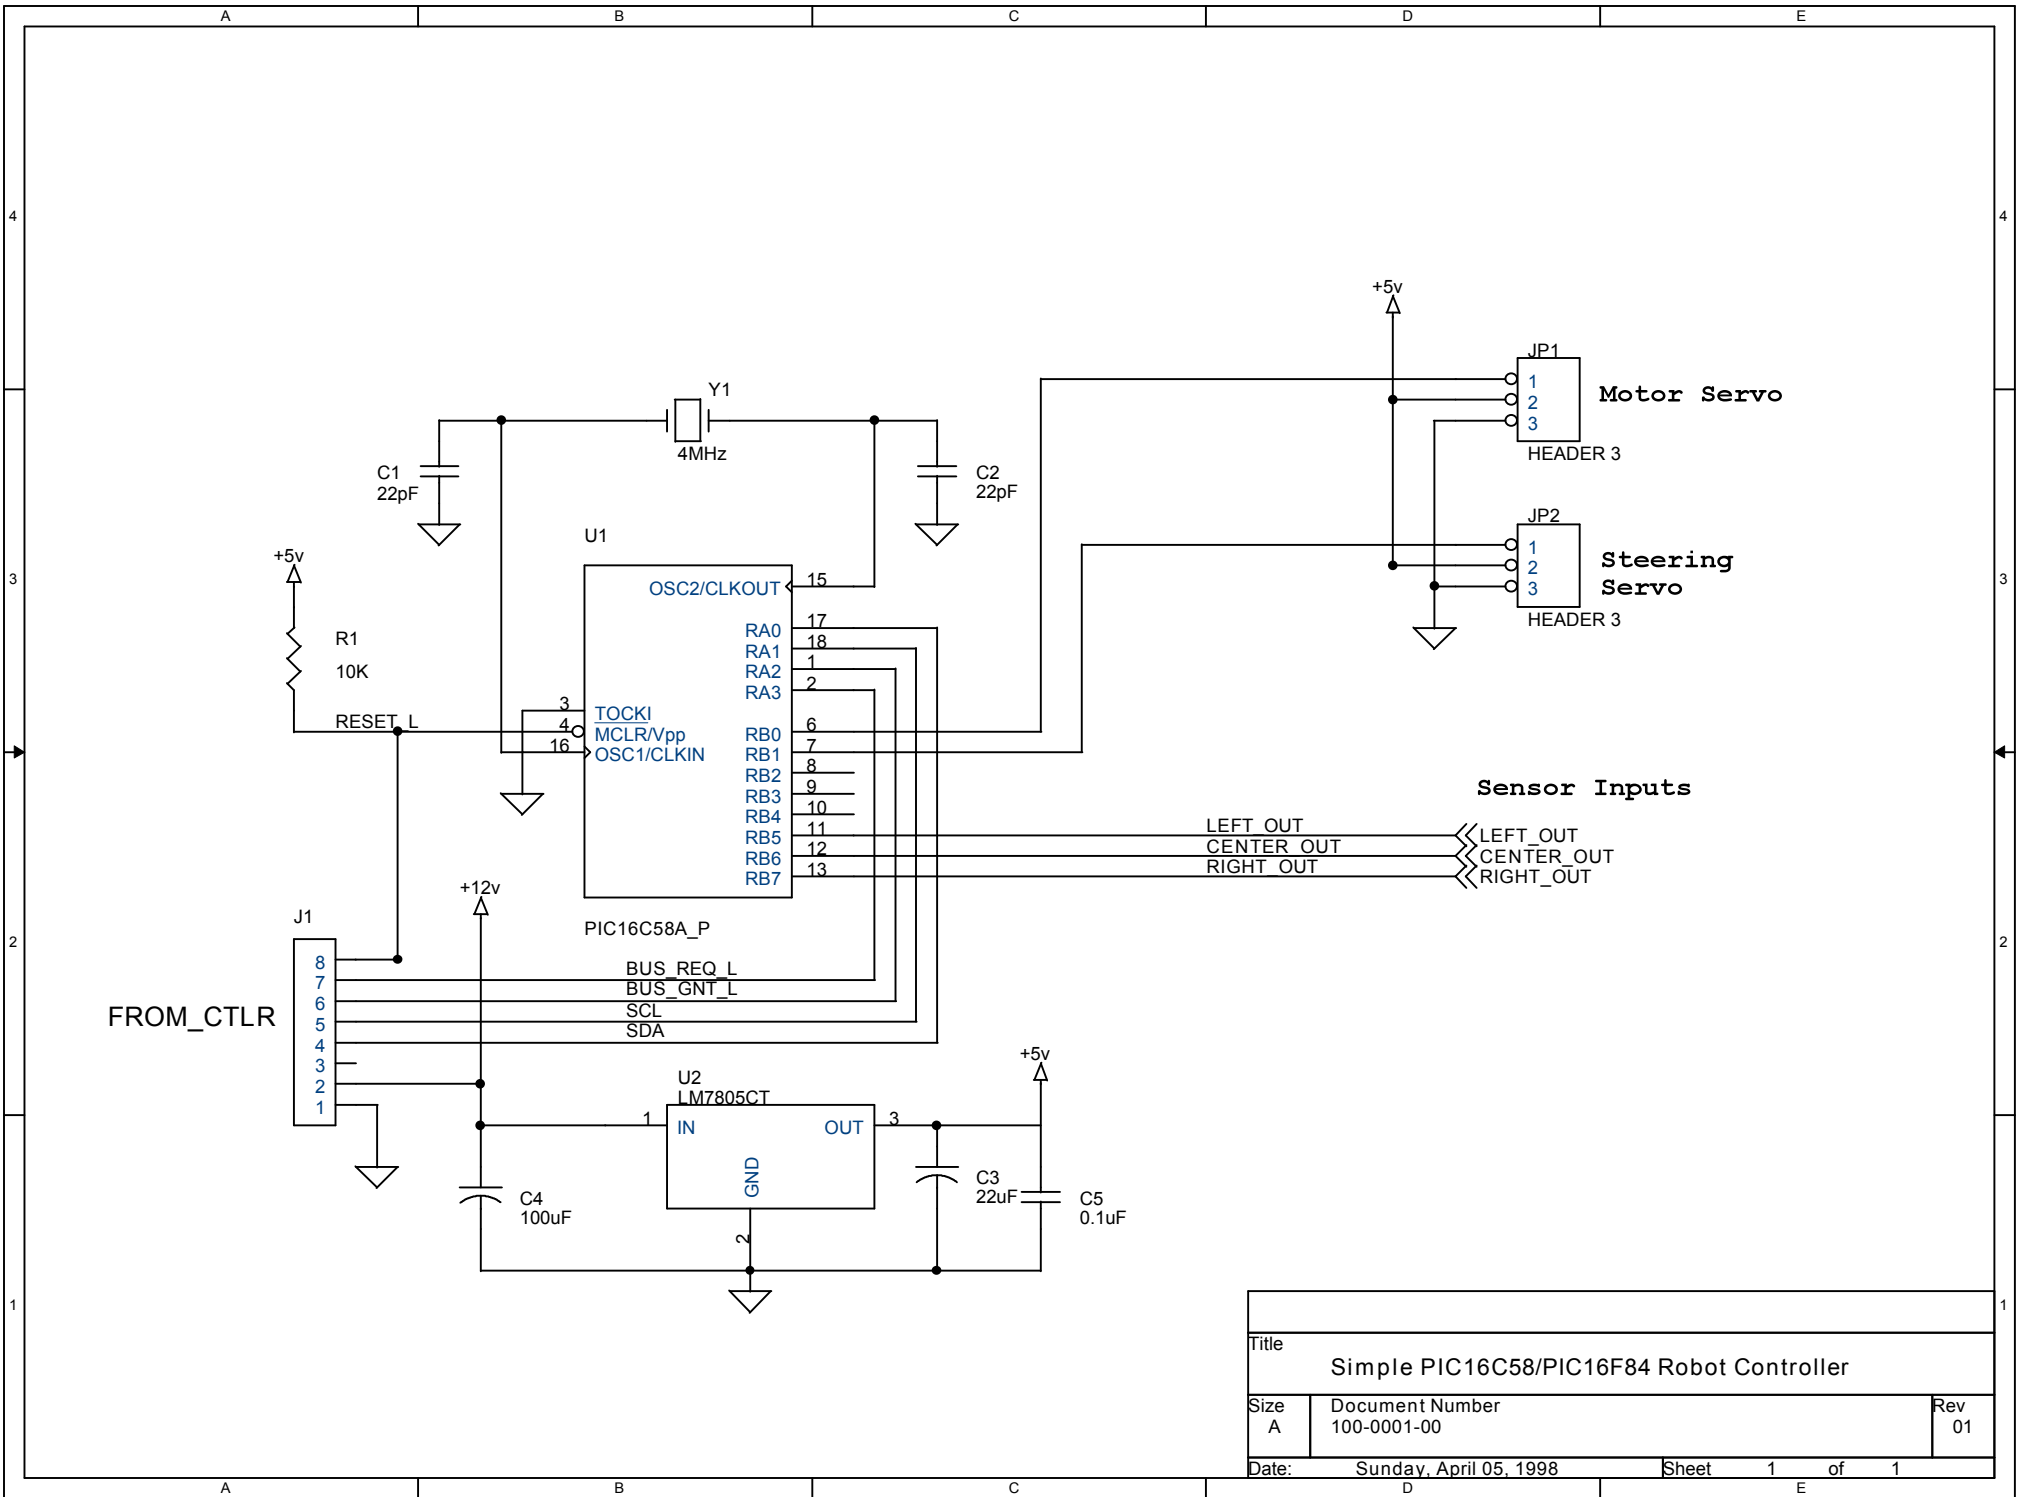 A B C D E
4 4
+5v
JP1
1
2
3
Motor Servo
HEADER 3
Y1
4MHz
C1
22pF
C2
22pF
JP2
1
2
3
Steering
Servo
HEADER 3
U1
3 3
+5v
R1
10K
RESET_L
OSC2/CLKOUT 15
RA0 17
RA1 18
RA2 1
RA3 2
3 TOCKI
4 MCLR/Vpp
16 OSC1/CLKIN
RB0 6
RB1 7
RB2 8
RB3 9
RB4 10
RB5 11
RB6 12
RB7 13
PIC16C58A_P
Sensor Inputs
LEFT_OUT LEFT_OUT
CENTER_OUT CENTER_OUT
RIGHT_OUT RIGHT_OUT
+12v
2 2
J1
8
7
6
5
4
3
2
1
FROM_CTLR
BUS_REQ_L
BUS_GNT_L
SCL
SDA
+5v
U2
LM7805CT
1 IN OUT 3
GND
2
C4
100uF
C3
22uF
C5
0.1uF
1 1
Title
Simple PIC16C58/PIC16F84 Robot Controller
Size Document Number Rev
A 100-0001-00 01
Date: Sunday, April 05, 1998 Sheet 1 of 1
A B C D E